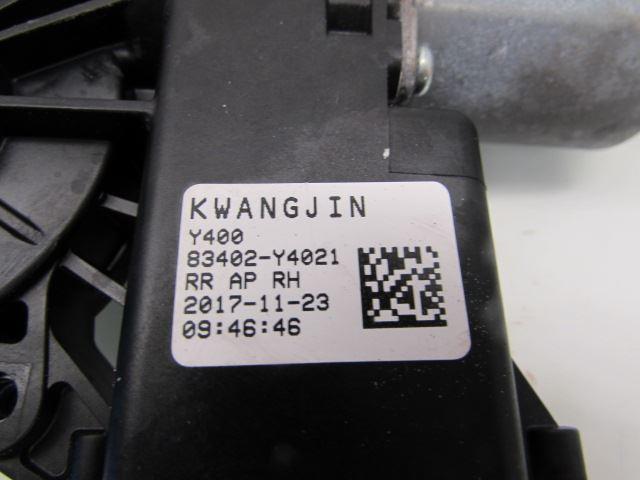 KWANGJIN
Y400
83402-Y4021
RR AP RH
2017-11-23
09:46:46